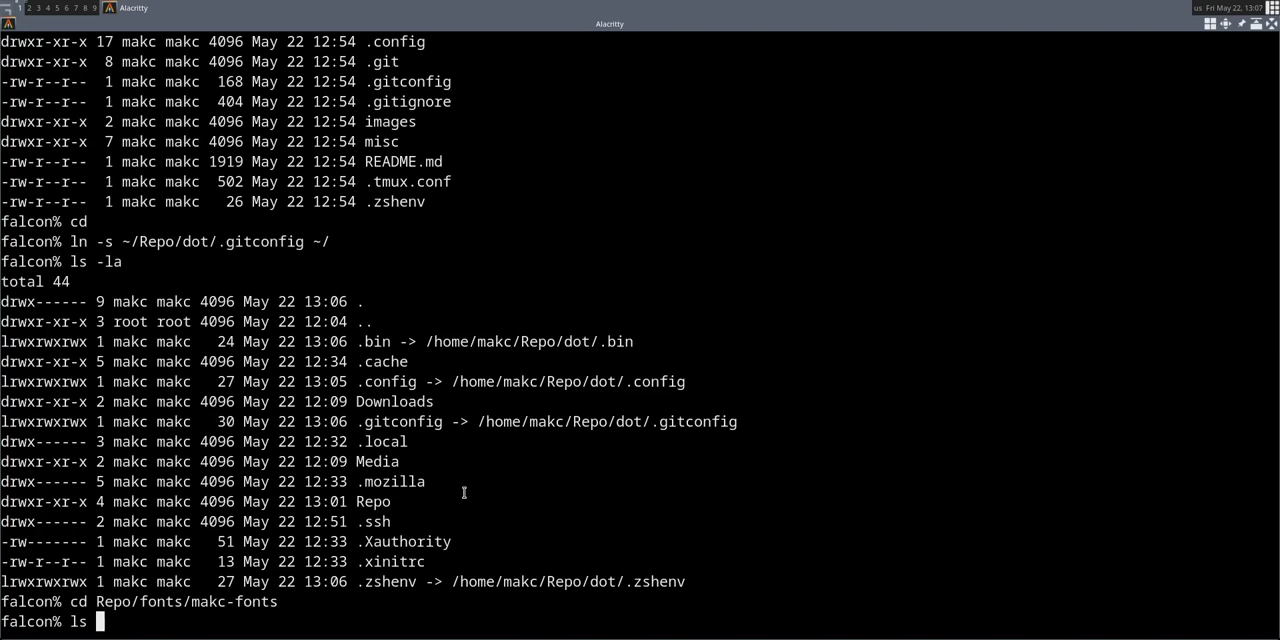 1 2 3 4 5 6 7 8 9 Alacritty us Fri May 22, 13:07
Alacritty
drwxr-xr-x 17 makc makc 4096 May 22 12:54 .config
drwxr-xr-x  8 makc makc 4096 May 22 12:54 .git
-rw-r--r--  1 makc makc  168 May 22 12:54 .gitconfig
-rw-r--r--  1 makc makc  404 May 22 12:54 .gitignore
drwxr-xr-x  2 makc makc 4096 May 22 12:54 images
drwxr-xr-x  7 makc makc 4096 May 22 12:54 misc
-rw-r--r--  1 makc makc 1919 May 22 12:54 README.md
-rw-r--r--  1 makc makc  502 May 22 12:54 .tmux.conf
-rw-r--r--  1 makc makc   26 May 22 12:54 .zshenv
falcon% cd
falcon% ln -s ~/Repo/dot/.gitconfig ~/
falcon% ls -la
total 44
drwx------ 9 makc makc 4096 May 22 13:06 .
drwxr-xr-x 3 root root 4096 May 22 12:04 ..
lrwxrwxrwx 1 makc makc   24 May 22 13:06 .bin -> /home/makc/Repo/dot/.bin
drwxr-xr-x 5 makc makc 4096 May 22 12:34 .cache
lrwxrwxrwx 1 makc makc   27 May 22 13:05 .config -> /home/makc/Repo/dot/.config
drwxr-xr-x 2 makc makc 4096 May 22 12:09 Downloads
lrwxrwxrwx 1 makc makc   30 May 22 13:06 .gitconfig -> /home/makc/Repo/dot/.gitconfig
drwx------ 3 makc makc 4096 May 22 12:32 .local
drwxr-xr-x 2 makc makc 4096 May 22 12:09 Media
drwx------ 5 makc makc 4096 May 22 12:33 .mozilla
drwxr-xr-x 4 makc makc 4096 May 22 13:01 Repo
drwx------ 2 makc makc 4096 May 22 12:51 .ssh
-rw------- 1 makc makc   51 May 22 12:33 .Xauthority
-rw-r--r-- 1 makc makc   13 May 22 12:33 .xinitrc
lrwxrwxrwx 1 makc makc   27 May 22 13:06 .zshenv -> /home/makc/Repo/dot/.zshenv
falcon% cd Repo/fonts/makc-fonts
falcon% ls